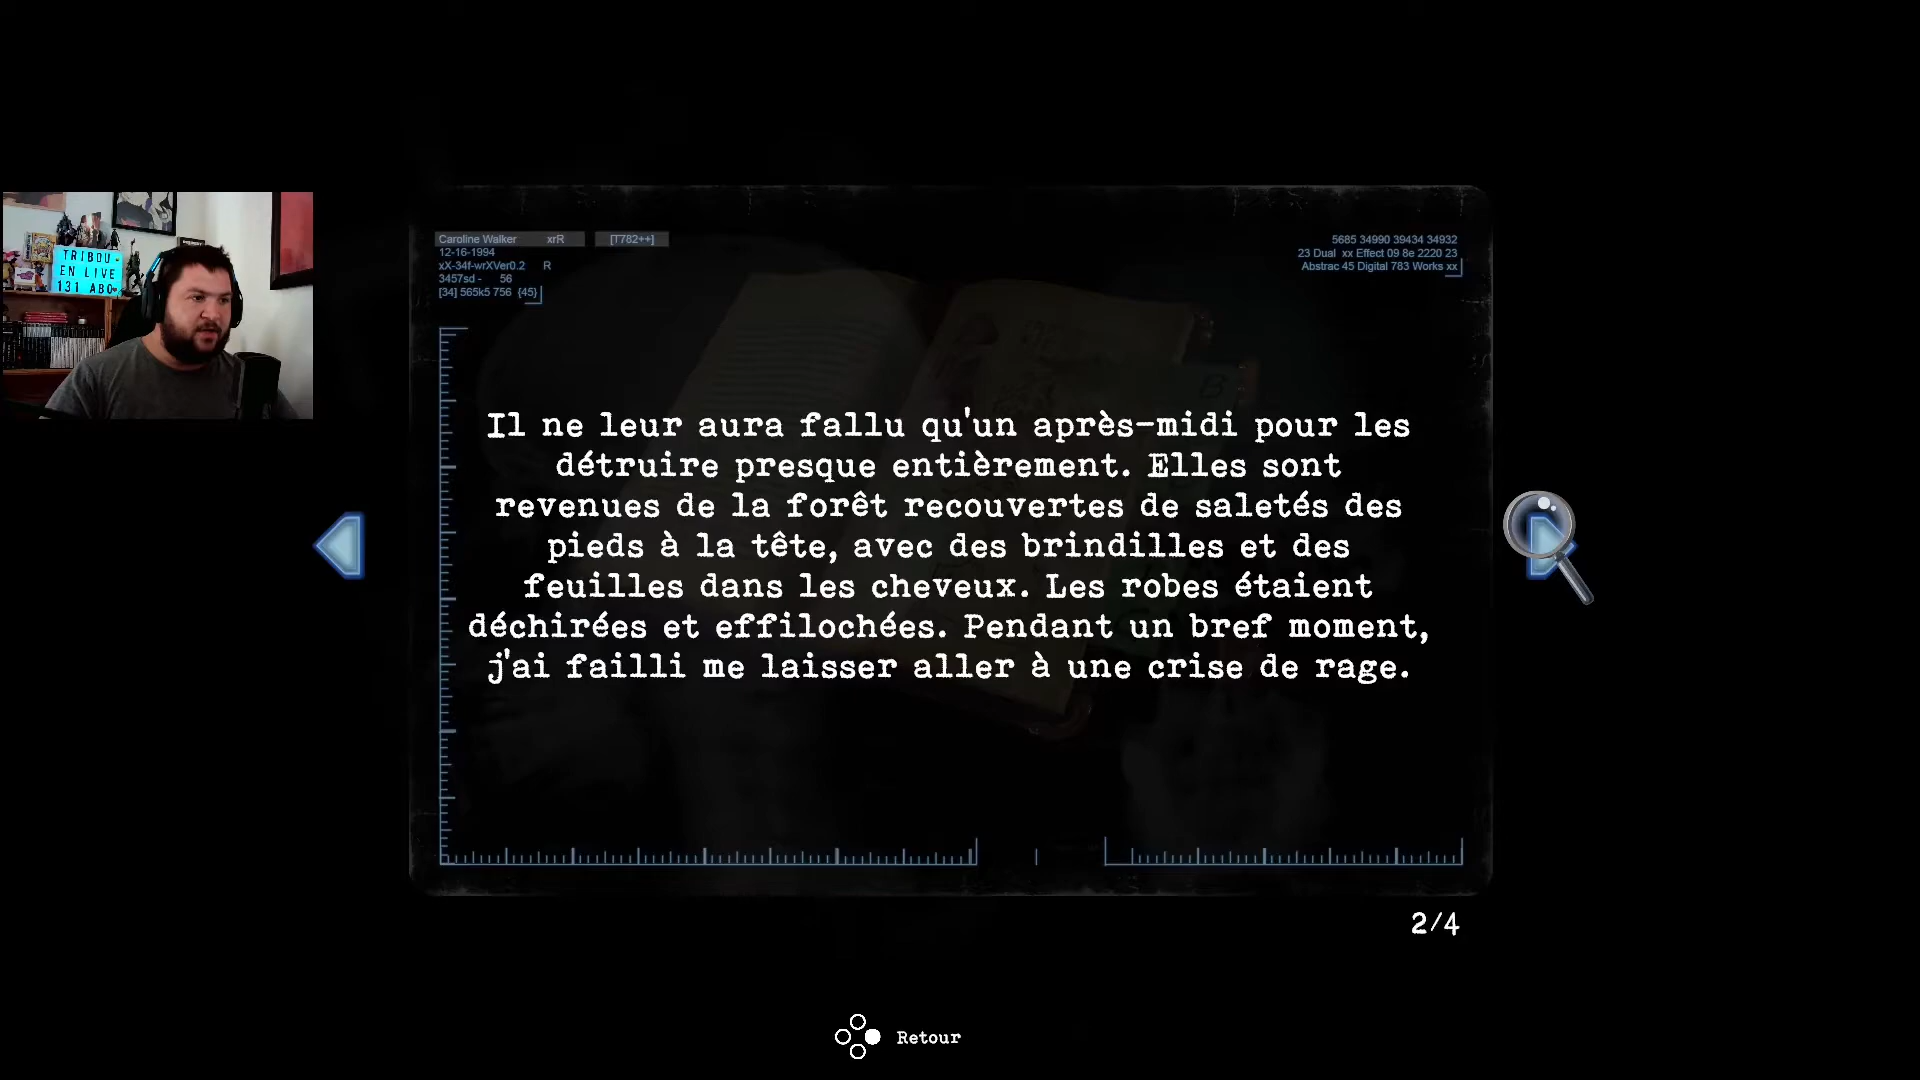 TRIBOU
EN LIVE
131 ABO
Caroline Walker xrR [T782++]
12-16-1994
xX-34f-wrXVer0.2 R
3457sd - 56
[34] 565k5 756 {45}
5685 34990 39434 34932
23 Dual xx Effect 09 8e 2220 23
Abstrac 45 Digital 783 Works xx
Il ne leur aura fallu qu'un après-midi pour les
détruire presque entièrement. Elles sont
revenues de la forêt recouvertes de saletés des
pieds à la tête, avec des brindilles et des
feuilles dans les cheveux. Les robes étaient
déchirées et effilochées. Pendant un bref moment,
j'ai failli me laisser aller à une crise de rage.
2/4
Retour